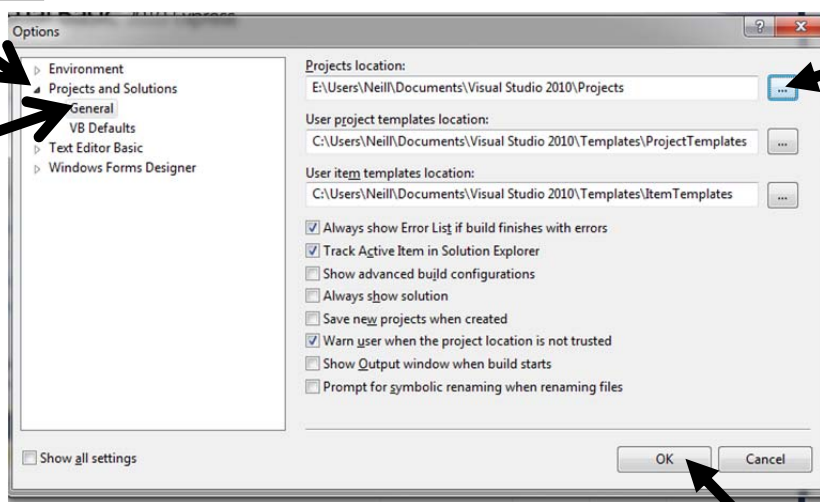 2010 Express
Options
Environment
Projects and Solutions
General
VB Defaults
Text Editor Basic
Windows Forms Designer
Show all settings
Projects location:
E:\Users\Neill\Documents\Visual Studio 2010\Projects
...
User project templates location:
C:\Users\Neill\Documents\Visual Studio 2010\Templates\ProjectTemplates
...
User item templates location:
C:\Users\Neill\Documents\Visual Studio 2010\Templates\ItemTemplates
...
Always show Error List if build finishes with errors
Track Active Item in Solution Explorer
Show advanced build configurations
Always show solution
Save new projects when created
Warn user when the project location is not trusted
Show Output window when build starts
Prompt for symbolic renaming when renaming files
OK
Cancel